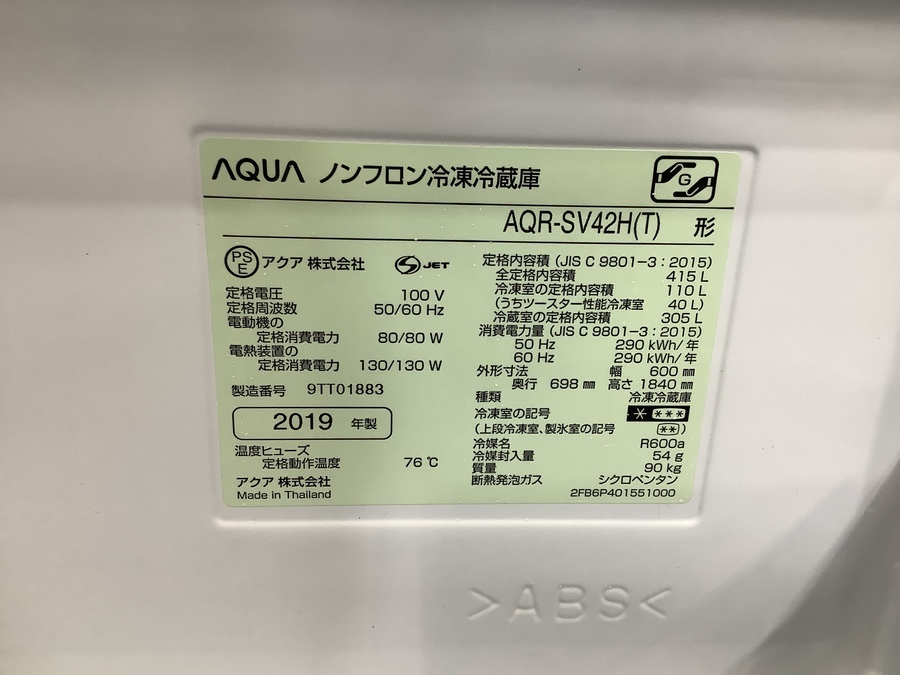 AQUA ノンフロン冷凍冷蔵庫
G
AQR-SV42H(T) 形
PS E アクア 株式会社 S JET
定格電圧 100 V
定格周波数 50/60 Hz
電動機の
定格消費電力 80/80 W
電熱装置の
定格消費電力 130/130 W
製造番号 9TT01883
2019 年製
温度ヒューズ
定格動作温度 76 ℃
アクア 株式会社
Made in Thailand
定格内容積 (JIS C 9801-3 : 2015)
全定格内容積 415 L
冷凍室の定格内容積 110 L
(うちツースター性能冷凍室 40 L)
冷蔵室の定格内容積 305 L
消費電力量 (JIS C 9801-3 : 2015)
50 Hz 290 kWh/年
60 Hz 290 kWh/年
外形寸法 幅 600 mm
奥行 698 mm 高さ 1840 mm
種類 冷凍冷蔵庫
冷凍室の記号 * ***
(上段冷凍室、製氷室の記号 **)
冷媒名 R600a
冷媒封入量 54 g
質量 90 kg
断熱発泡ガス シクロペンタン
2FB6P401551000
>ABS<